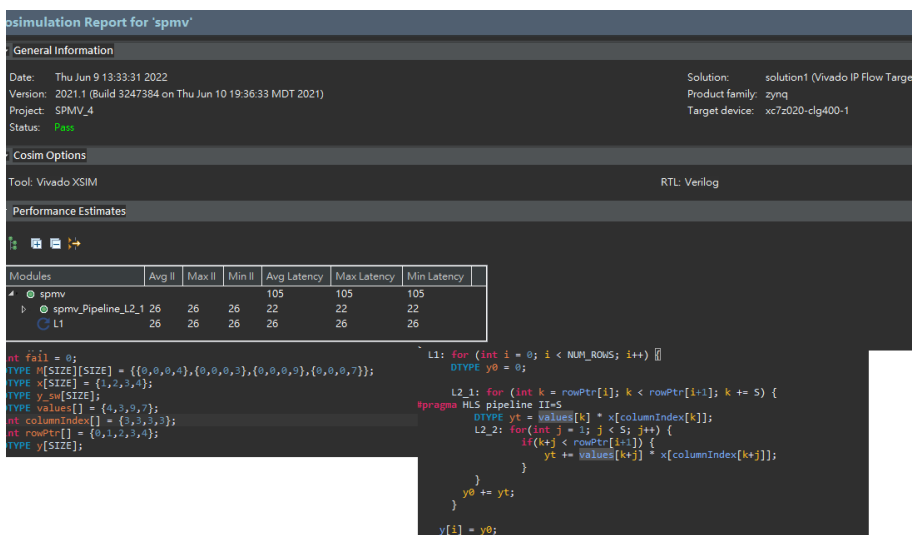 osimulation Report for 'spmv'
General Information
Date: Thu Jun 9 13:33:31 2022
Version: 2021.1 (Build 3247384 on Thu Jun 10 19:36:33 MDT 2021)
Project: SPMV_4
Status: Pass
Solution: solution1 (Vivado IP Flow Targe
Product family: zynq
Target device: xc7z020-clg400-1
Cosim Options
Tool: Vivado XSIM
RTL: Verilog
Performance Estimates
Modules Avg II Max II Min II Avg Latency Max Latency Min Latency
spmv 105 105 105
spmv_Pipeline_L2_1 26 26 26 22 22 22
L1 26 26 26 26 26 26
int fail = 0;
DTYPE M[SIZE][SIZE] = {{0,0,0,4},{0,0,0,3},{0,0,0,9},{0,0,0,7}};
DTYPE x[SIZE] = {1,2,3,4};
DTYPE y_sw[SIZE];
DTYPE values[] = {4,3,9,7};
int columnIndex[] = {3,3,3,3};
int rowPtr[] = {0,1,2,3,4};
DTYPE y[SIZE];
L1: for (int i = 0; i < NUM_ROWS; i++) {
DTYPE y0 = 0;
L2_1: for (int k = rowPtr[i]; k < rowPtr[i+1]; k += S) {
#pragma HLS pipeline II=S
DTYPE yt = values[k] * x[columnIndex[k]];
L2_2: for(int j = 1; j < S; j++) {
if(k+j < rowPtr[i+1]) {
yt += values[k+j] * x[columnIndex[k+j]];
}
}
y0 += yt;
}
y[i] = y0;